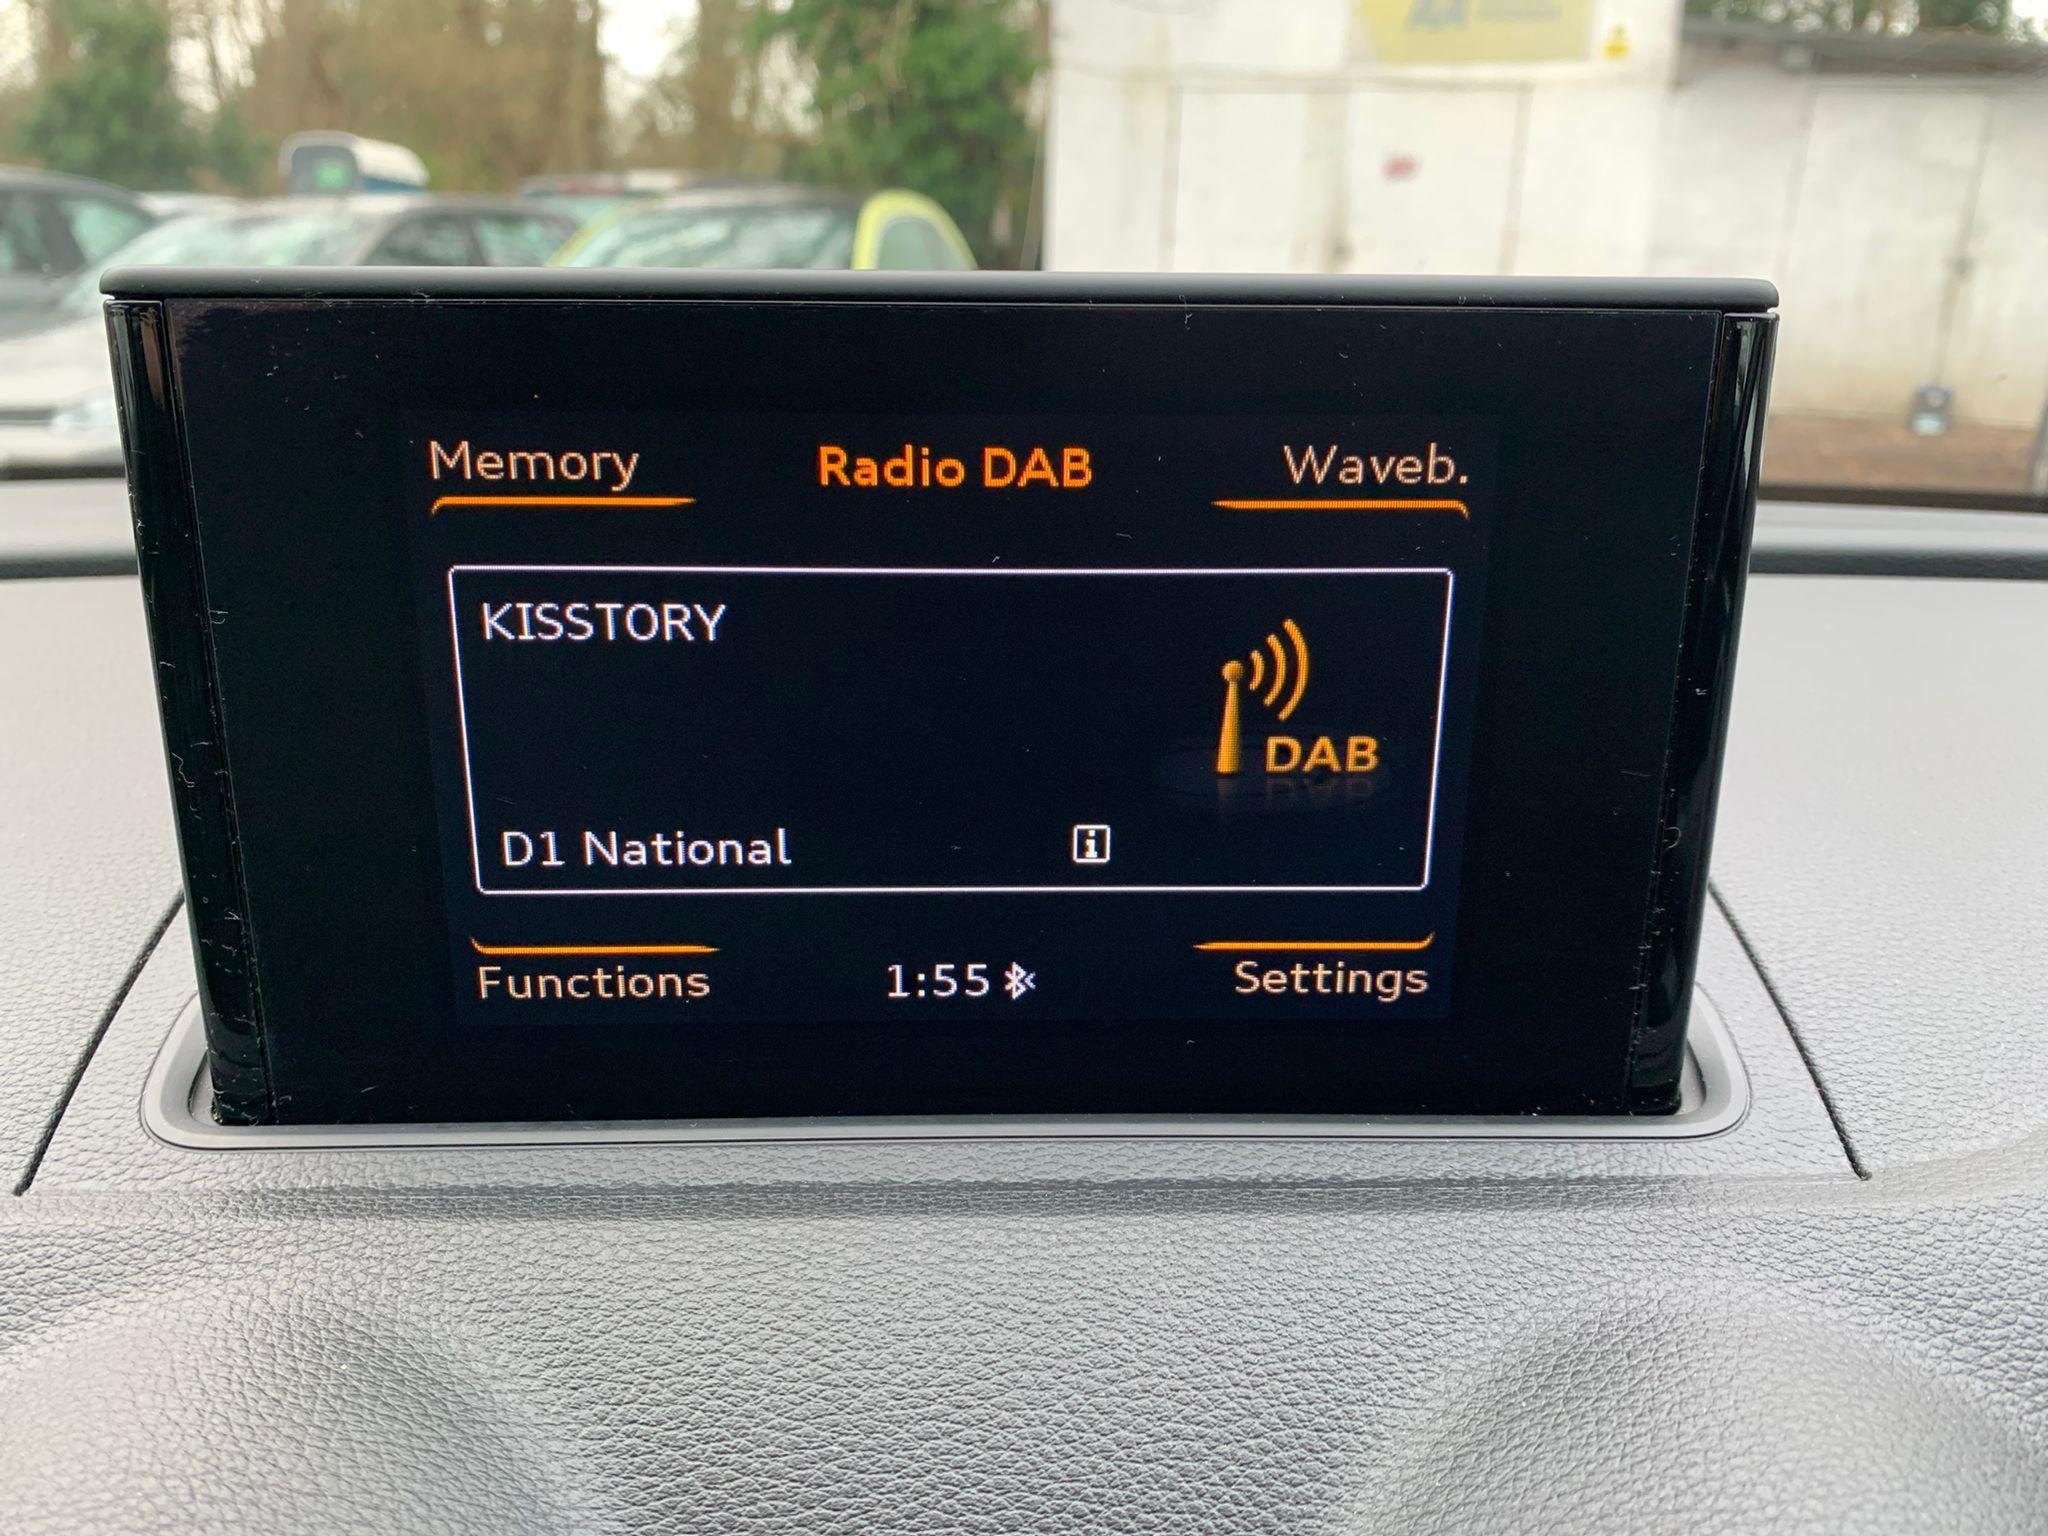 Memory Radio DAB Waveb.
KISSTORY
DAB
D1 National
Functions 1:55 Settings